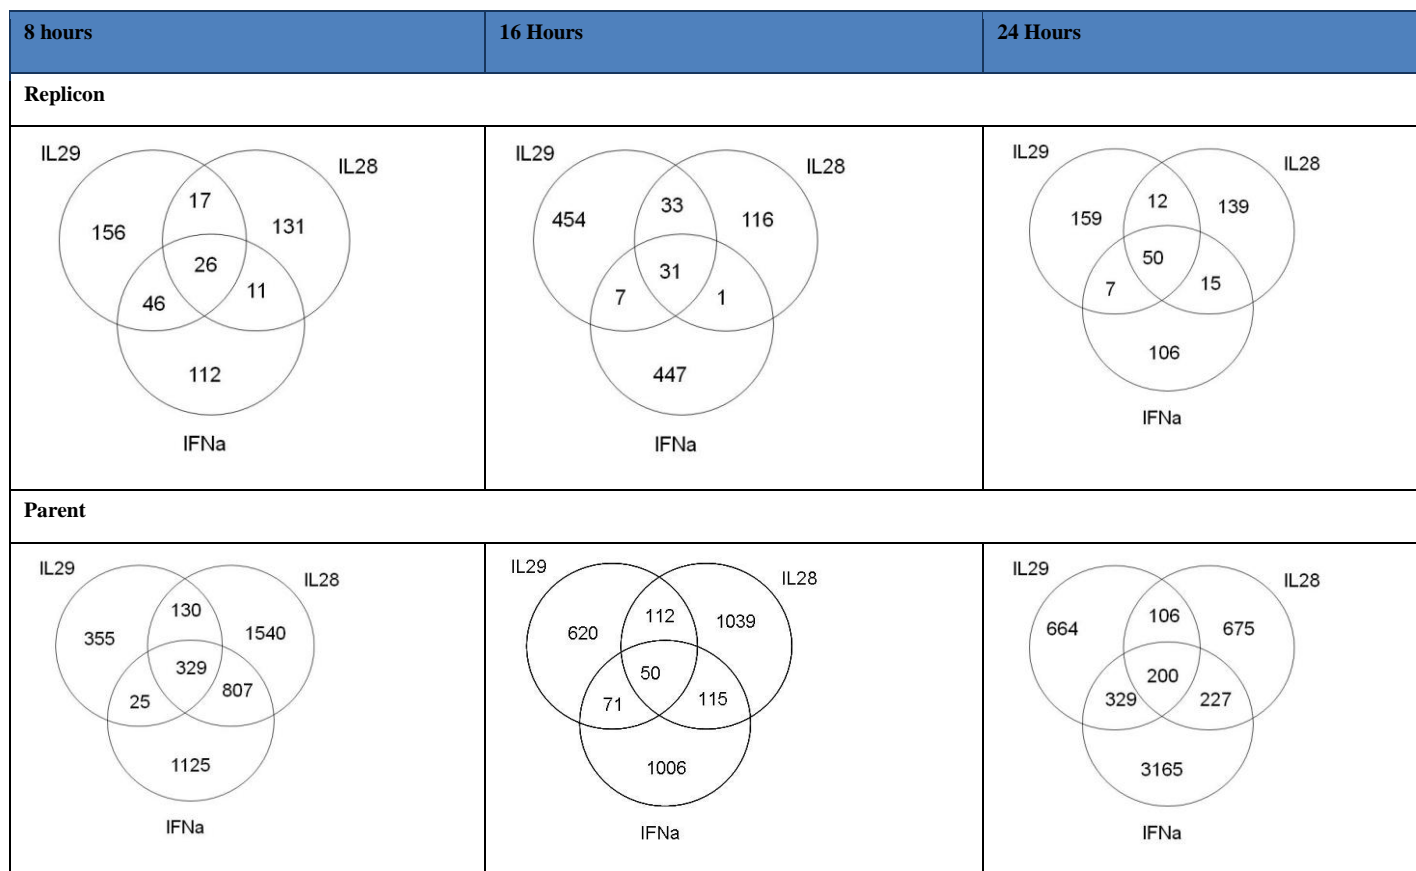 8 hours
16 Hours
24 Hours
Replicon
IL29
IL28
17
156
131
26
46
11
112
IFNa
IL29
IL28
33
454
116
31
7
1
447
IFNa
IL29
IL28
12
159
139
50
7
15
106
IFNa
Parent
IL29
IL28
130
355
1540
329
25
807
1125
IFNa
IL29
IL28
112
620
1039
50
71
115
1006
IFNa
IL29
IL28
106
664
675
200
329
227
3165
IFNa